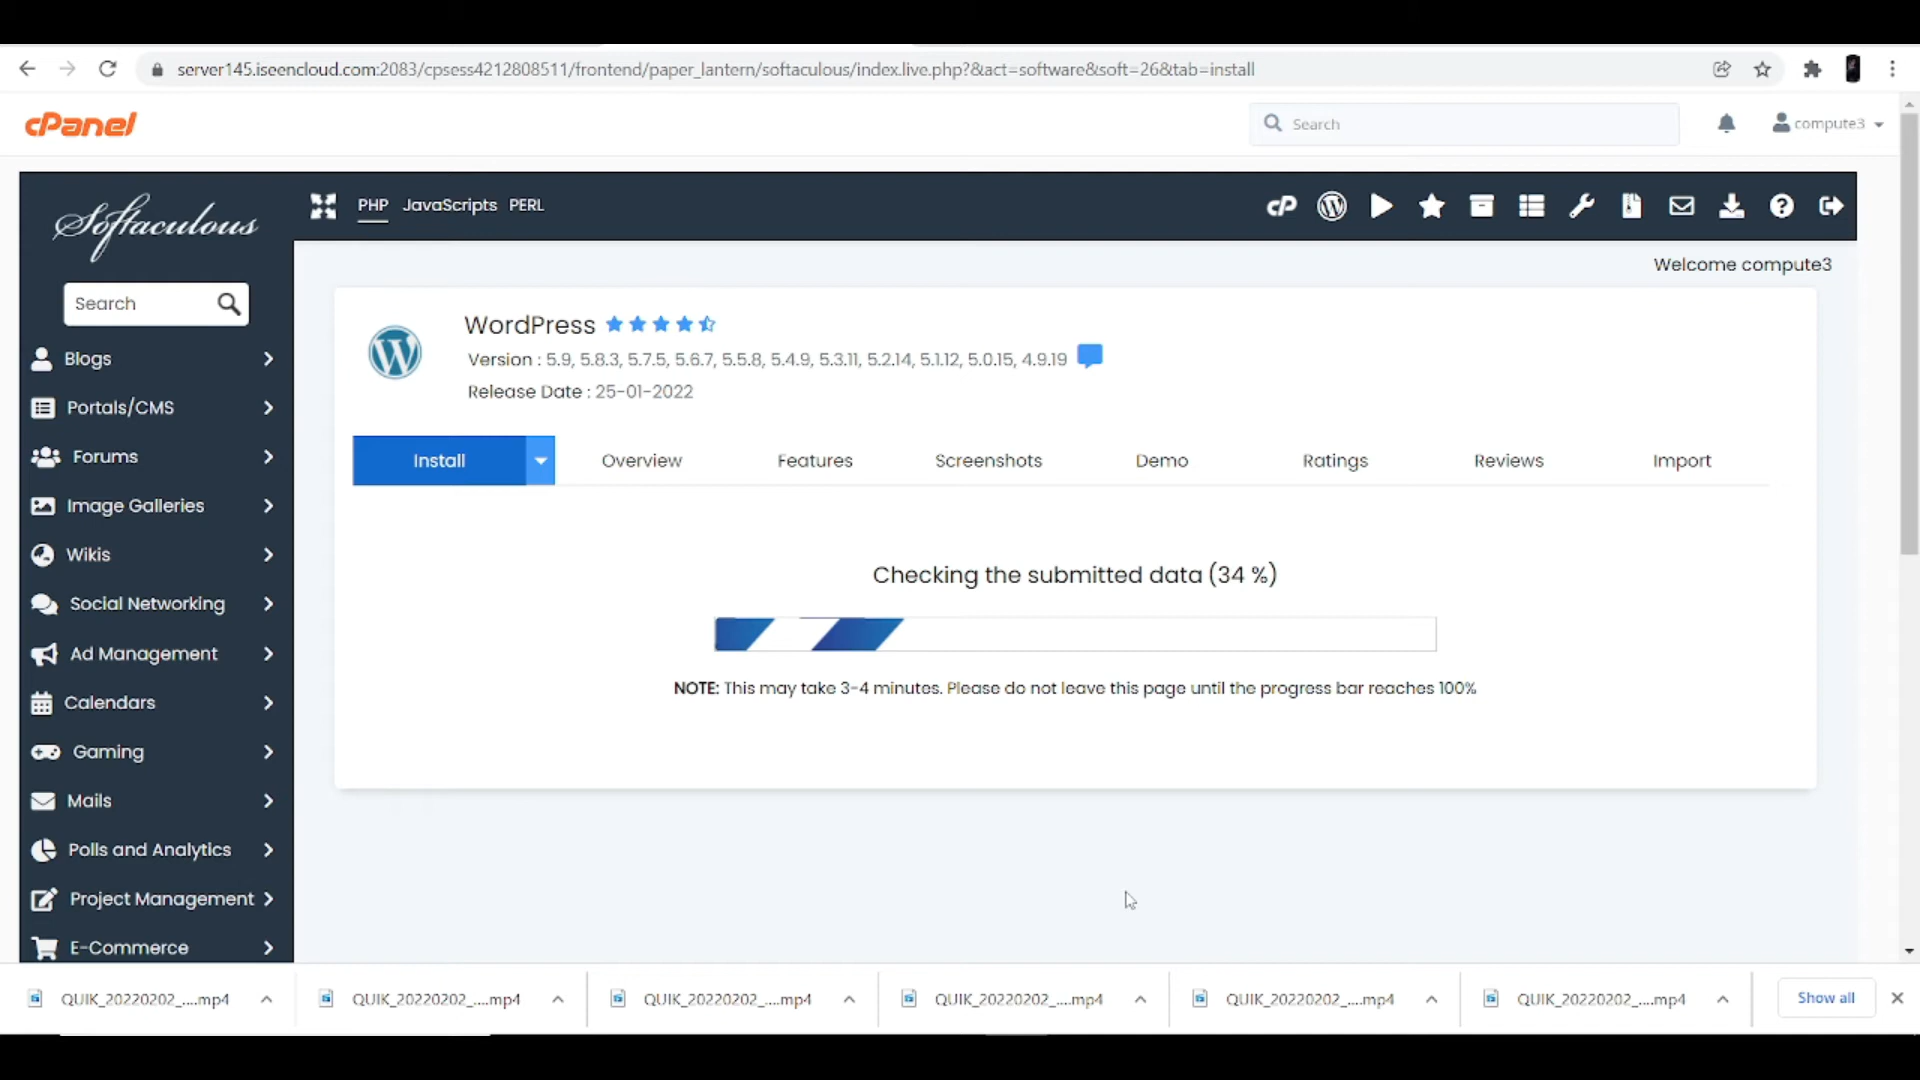 server145.iseencloud.com:2083/cpsess4212808511/frontend/paper_lantern/softaculous/index.live.php?&act=software&soft=26&tab=install
cPanel
Search
compute3
Softaculous
PHP JavaScripts PERL
cP
Welcome compute3
Search
Blogs
Portals/CMS
Forums
Image Galleries
Wikis
Social Networking
Ad Management
Calendars
Gaming
Mails
Polls and Analytics
Project Management
E-Commerce
WordPress
Version : 5.9, 5.8.3, 5.7.5, 5.6.7, 5.5.8, 5.4.9, 5.3.11, 5.2.14, 5.1.12, 5.0.15, 4.9.19
Release Date : 25-01-2022
Install Overview Features Screenshots Demo Ratings Reviews Import
Checking the submitted data (34 %)
NOTE: This may take 3-4 minutes. Please do not leave this page until the progress bar reaches 100%
QUIK_20220202_....mp4 QUIK_20220202_....mp4 QUIK_20220202_....mp4 QUIK_20220202_....mp4 QUIK_20220202_....mp4 QUIK_20220202_....mp4 Show all